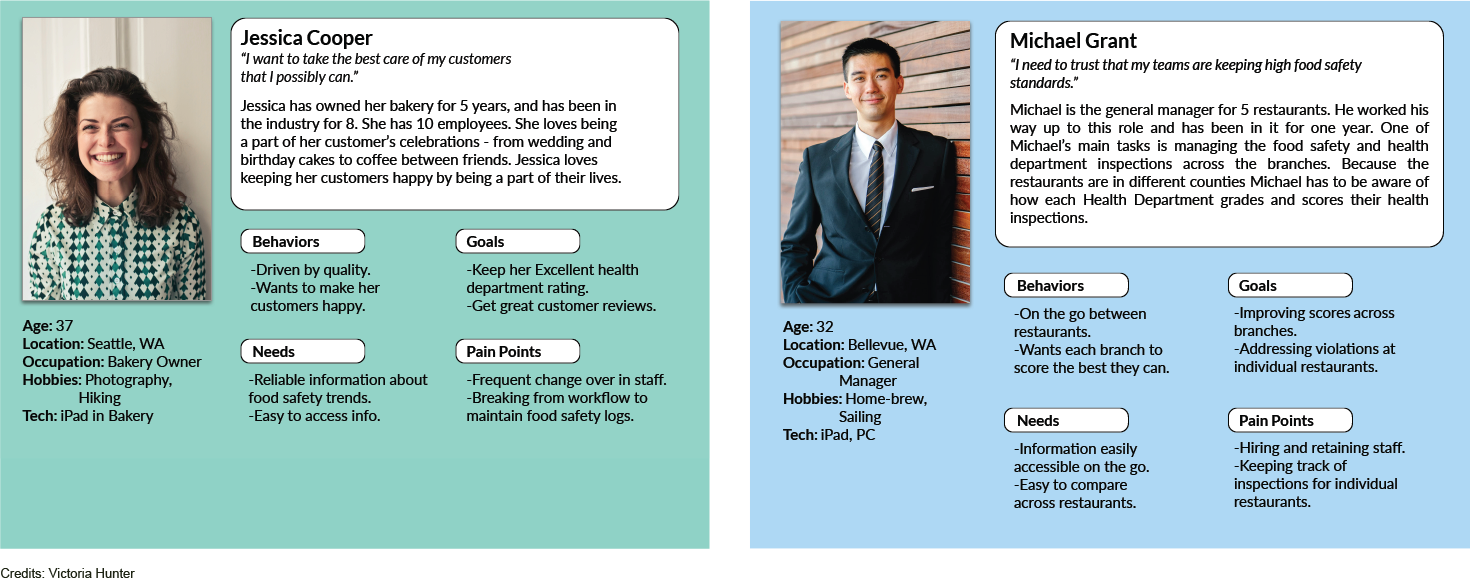 Jessica Cooper
“I want to take the best care of my customers
that I possibly can.”
Jessica has owned her bakery for 5 years, and has been in
the industry for 8. She has 10 employees. She loves being
a part of her customer’s celebrations - from wedding and
birthday cakes to coffee between friends. Jessica loves
keeping her customers happy by being a part of their lives.
Behaviors
-Driven by quality.
-Wants to make her
customers happy.
Goals
-Keep her Excellent health
department rating.
-Get great customer reviews.
Age: 37
Location: Seattle, WA
Occupation: Bakery Owner
Hobbies: Photography,
Hiking
Tech: iPad in Bakery
Needs
-Reliable information about
food safety trends.
-Easy to access info.
Pain Points
-Frequent change over in staff.
-Breaking from workflow to
maintain food safety logs.
Michael Grant
“I need to trust that my teams are keeping high food safety
standards.”
Michael is the general manager for 5 restaurants. He worked his
way up to this role and has been in it for one year. One of
Michael’s main tasks is managing the food safety and health
department inspections across the branches. Because the
restaurants are in different counties Michael has to be aware of
how each Health Department grades and scores their health
inspections.
Behaviors
-On the go between
restaurants.
-Wants each branch to
score the best they can.
Goals
-Improving scores across
branches.
-Addressing violations at
individual restaurants.
Age: 32
Location: Bellevue, WA
Occupation: General
Manager
Hobbies: Home-brew,
Sailing
Tech: iPad, PC
Needs
-Information easily
accessible on the go.
-Easy to compare
across restaurants.
Pain Points
-Hiring and retaining staff.
-Keeping track of
inspections for individual
restaurants.
Credits: Victoria Hunter